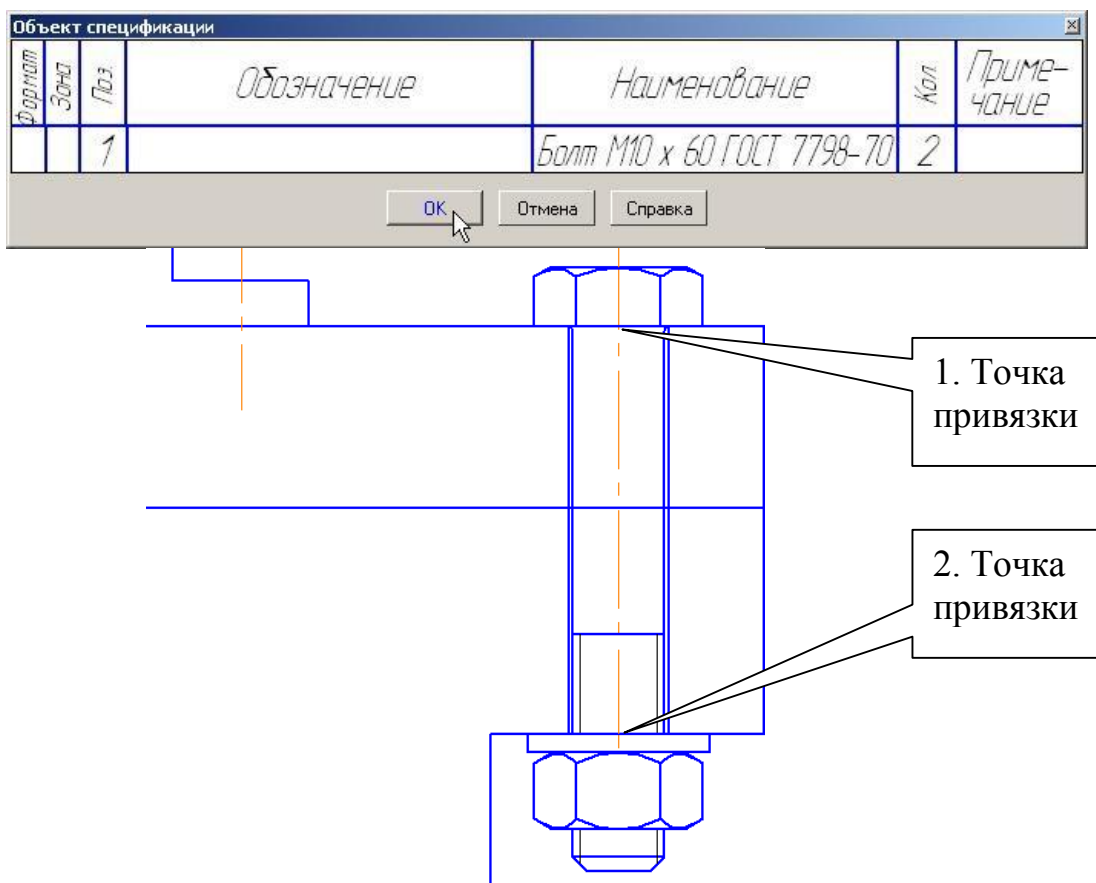 Объект спецификации
Формат Зона Поз. Обозначение Наименование Кол. Приме-
чание
1 Болт М10 х 60 ГОСТ 7798-70 2
ОК Отмена Справка
1. Точка
привязки
2. Точка
привязки